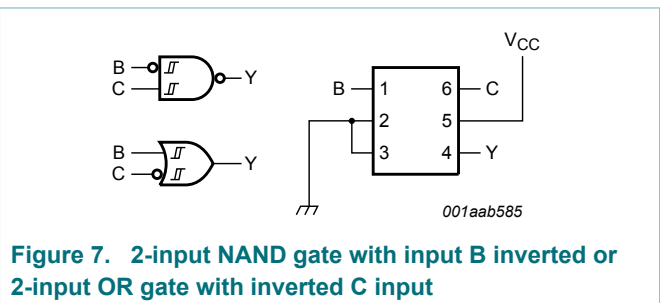 B
C
Y
B
C
Y
VCC
B 1 6 C
2 5
3 4 Y
001aab585
Figure 7. 2-input NAND gate with input B inverted or
2-input OR gate with inverted C input